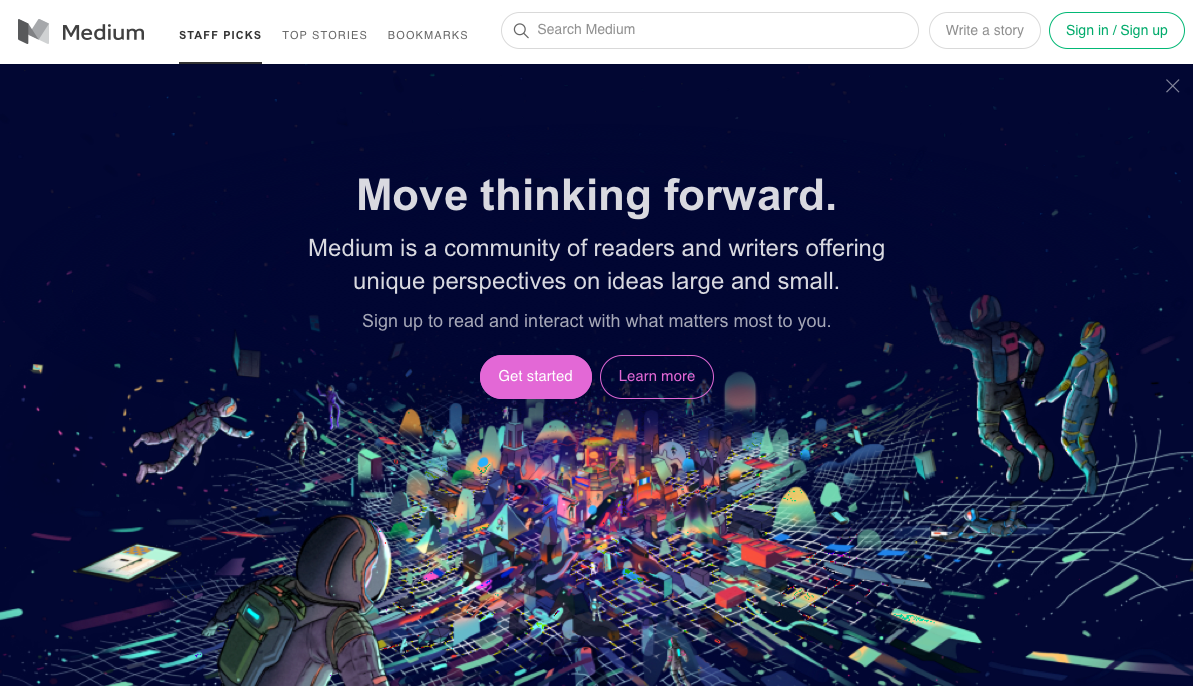 Medium
STAFF PICKS
TOP STORIES
BOOKMARKS
Search Medium
Write a story
Sign in / Sign up
Move thinking forward.
Medium is a community of readers and writers offering
unique perspectives on ideas large and small.
Sign up to read and interact with what matters most to you.
Get started
Learn more